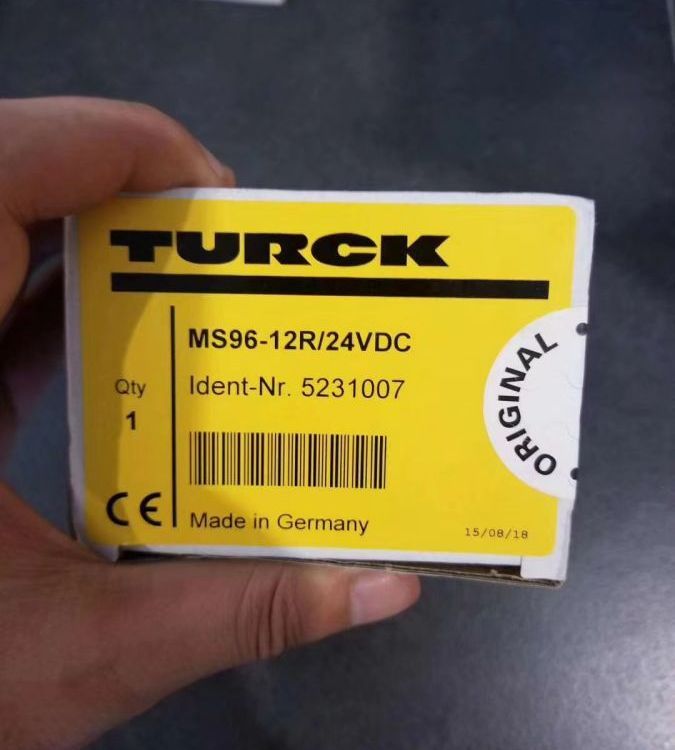 TURCK
MS96-12R/24VDC
Ident-Nr. 5231007
Qty
1
ORIGINAL
CE
Made in Germany
15/08/18